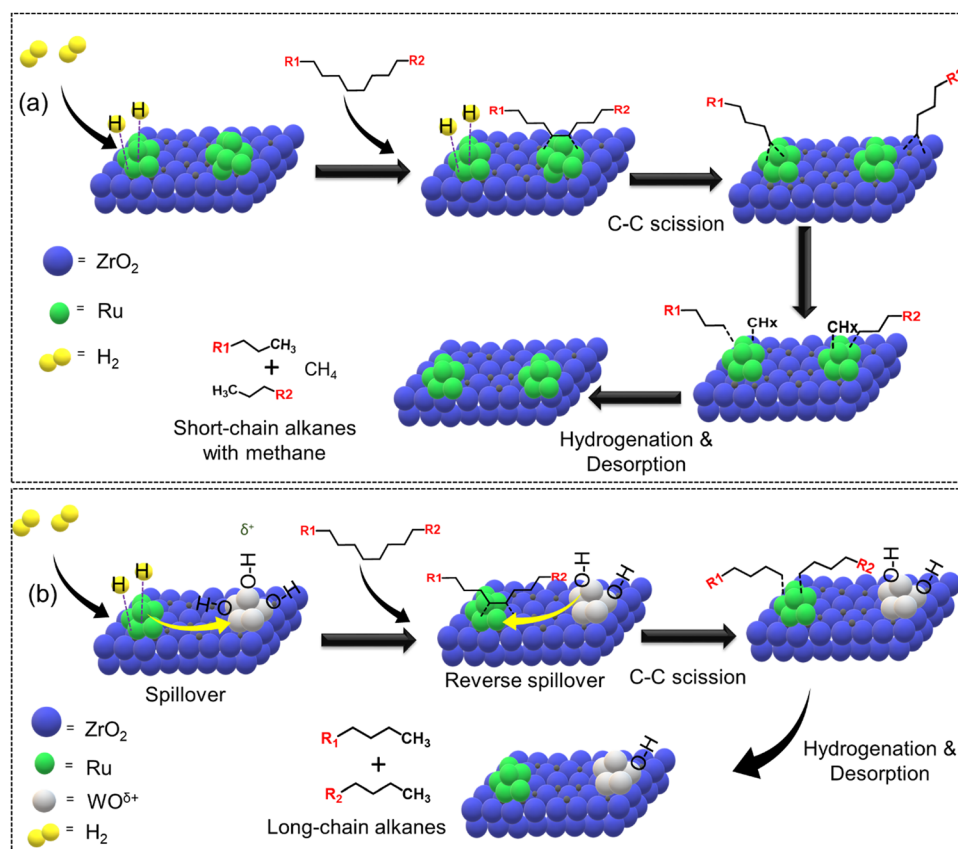 (a)
H
H
R1
R2
H
H
R1
R2
R1
R2
C-C scission
= ZrO2
= Ru
= H2
R1
CHx
CHx
R2
R1
CH3
+
CH4
H3C
R2
Short-chain alkanes
with methane
Hydrogenation &
Desorption
(b)
δ+
H
H
H-O
O-H
O-H
Spillover
R1
R2
R1
R2
O-H
O-H
Reverse spillover
C-C scission
R1
R2
O-H
O-H
Hydrogenation &
Desorption
= ZrO2
= Ru
= WOδ+
= H2
R1
CH3
+
R2
CH3
Long-chain alkanes
O-H